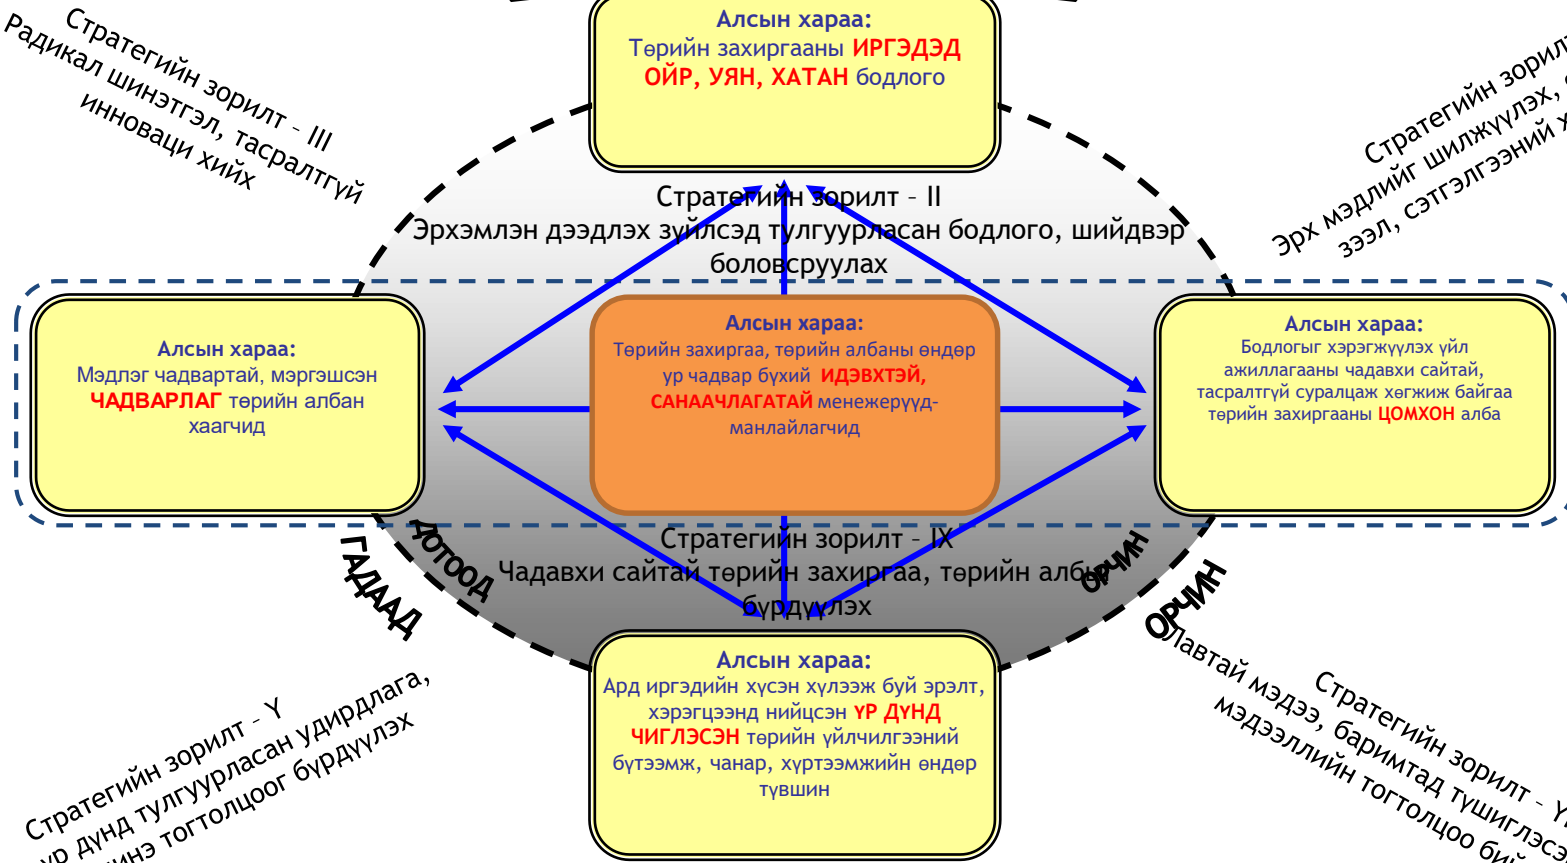 Алсын хараа:
Төрийн захиргааны ИРГЭДЭД
ОЙР, УЯН, ХАТАН бодлого
Стратегийн зорилт - III
Радикал шинэтгэл, тасралтгүй
инноваци хийх
Стратегийн
Эрх мэдлийг шилжүүлэх,
зээл, сэтгэлгээний
Стратегийн зорилт - II
Эрхэмлэн дээдлэх зүйлсэд тулгуурласан бодлого, шийдвэр
боловсруулах
Алсын хараа:
Мэдлэг чадвартай, мэргэшсэн
ЧАДВАРЛАГ төрийн албан
хаагчид
Алсын хараа:
Төрийн захиргаа, төрийн албаны өндөр
ур чадвар бүхий ИДЭВХТЭЙ,
САНААЧЛАГАТАЙ менежерүүд-
манлайлагчид
Алсын хараа:
Бодлогыг хэрэгжүүлэх үйл
ажиллагааны чадавхи сайтай,
тасралтгүй суралцаж хөгжиж байгаа
төрийн захиргааны ЦОМХОН алба
Стратегийн зорилт - IX
Чадавхи сайтай төрийн захиргаа, төрийн албыг
бүрдүүлэх
ДОТООД
ОРЧИН
ГАДААД
ОРЧИН
Алсын хараа:
Ард иргэдийн хүсэн хүлээж буй эрэлт,
хэрэгцээнд нийцсэн ҮР ДҮНД
ЧИГЛЭСЭН төрийн үйлчилгээний
бүтээмж, чанар, хүртээмжийн өндөр
түвшин
Стратегийн зорилт - Ү
дүнд тулгуурласан удирдлага,
тогтолцоог бүрдүүлэх
Стратегийн зорилт -
Лавтай мэдээ, баримтад
мэдээллийн тогтолцоо